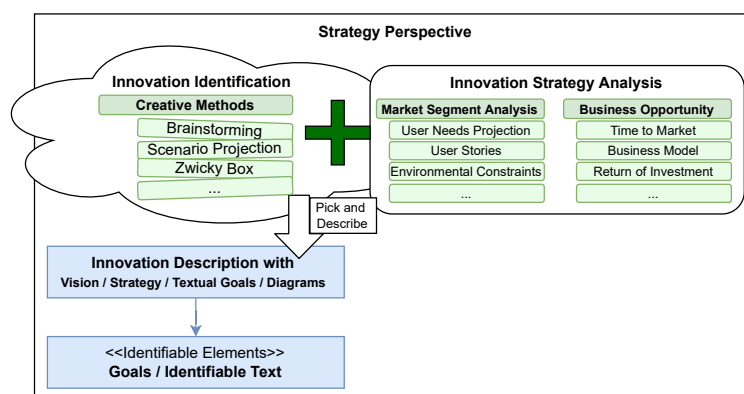 Strategy Perspective
Innovation Identification
Creative Methods
Brainstorming
Scenario Projection
Zwicky Box
...
Innovation Strategy Analysis
Market Segment Analysis
User Needs Projection
User Stories
Environmental Constraints
...
Business Opportunity
Time to Market
Business Model
Return of Investment
...
Pick and
Describe
Innovation Description with
Vision / Strategy / Textual Goals / Diagrams
<<Identifiable Elements>>
Goals / Identifiable Text